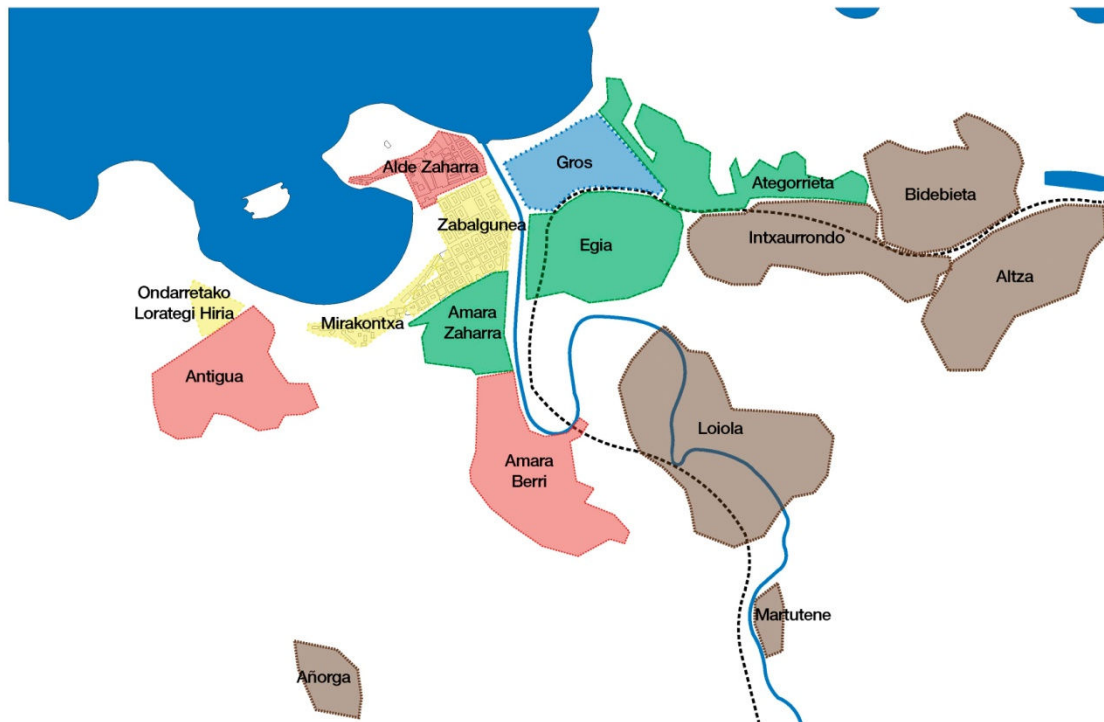 Alde Zaharra
Gros
Ategorrieta
Bidebieta
Zabalgunea
Egia
Intxaurrondo
Altza
Ondarretako
Lorategi Hiria
Mirakontxa
Amara
Zaharra
Antigua
Loiola
Amara
Berri
Martutene
Añorga